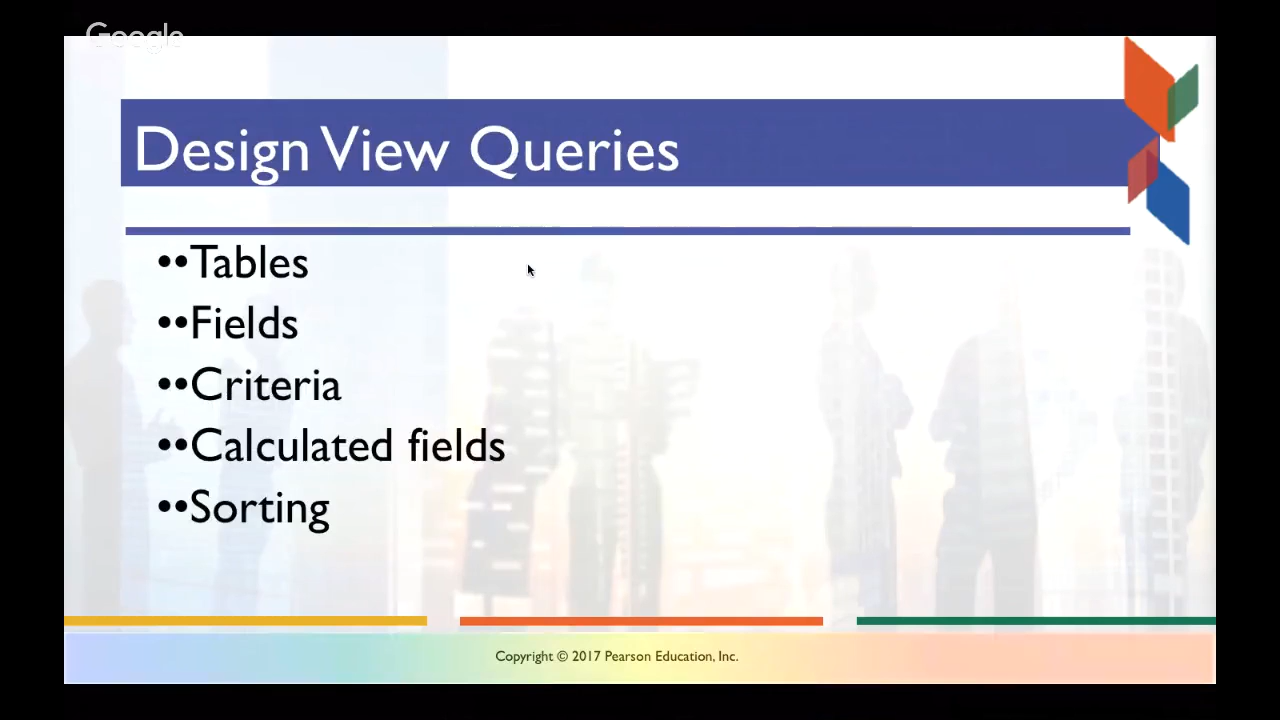 Google
Design View Queries
••Tables
••Fields
••Criteria
••Calculated fields
••Sorting
Copyright © 2017 Pearson Education, Inc.